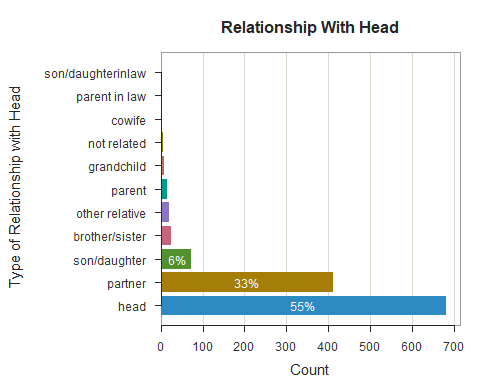 Relationship With Head
Type of Relationship with Head
son/daughterinlaw
parent in law
cowife
not related
grandchild
parent
other relative
brother/sister
son/daughter
6%
partner
33%
head
55%
0 100 200 300 400 500 600 700
Count